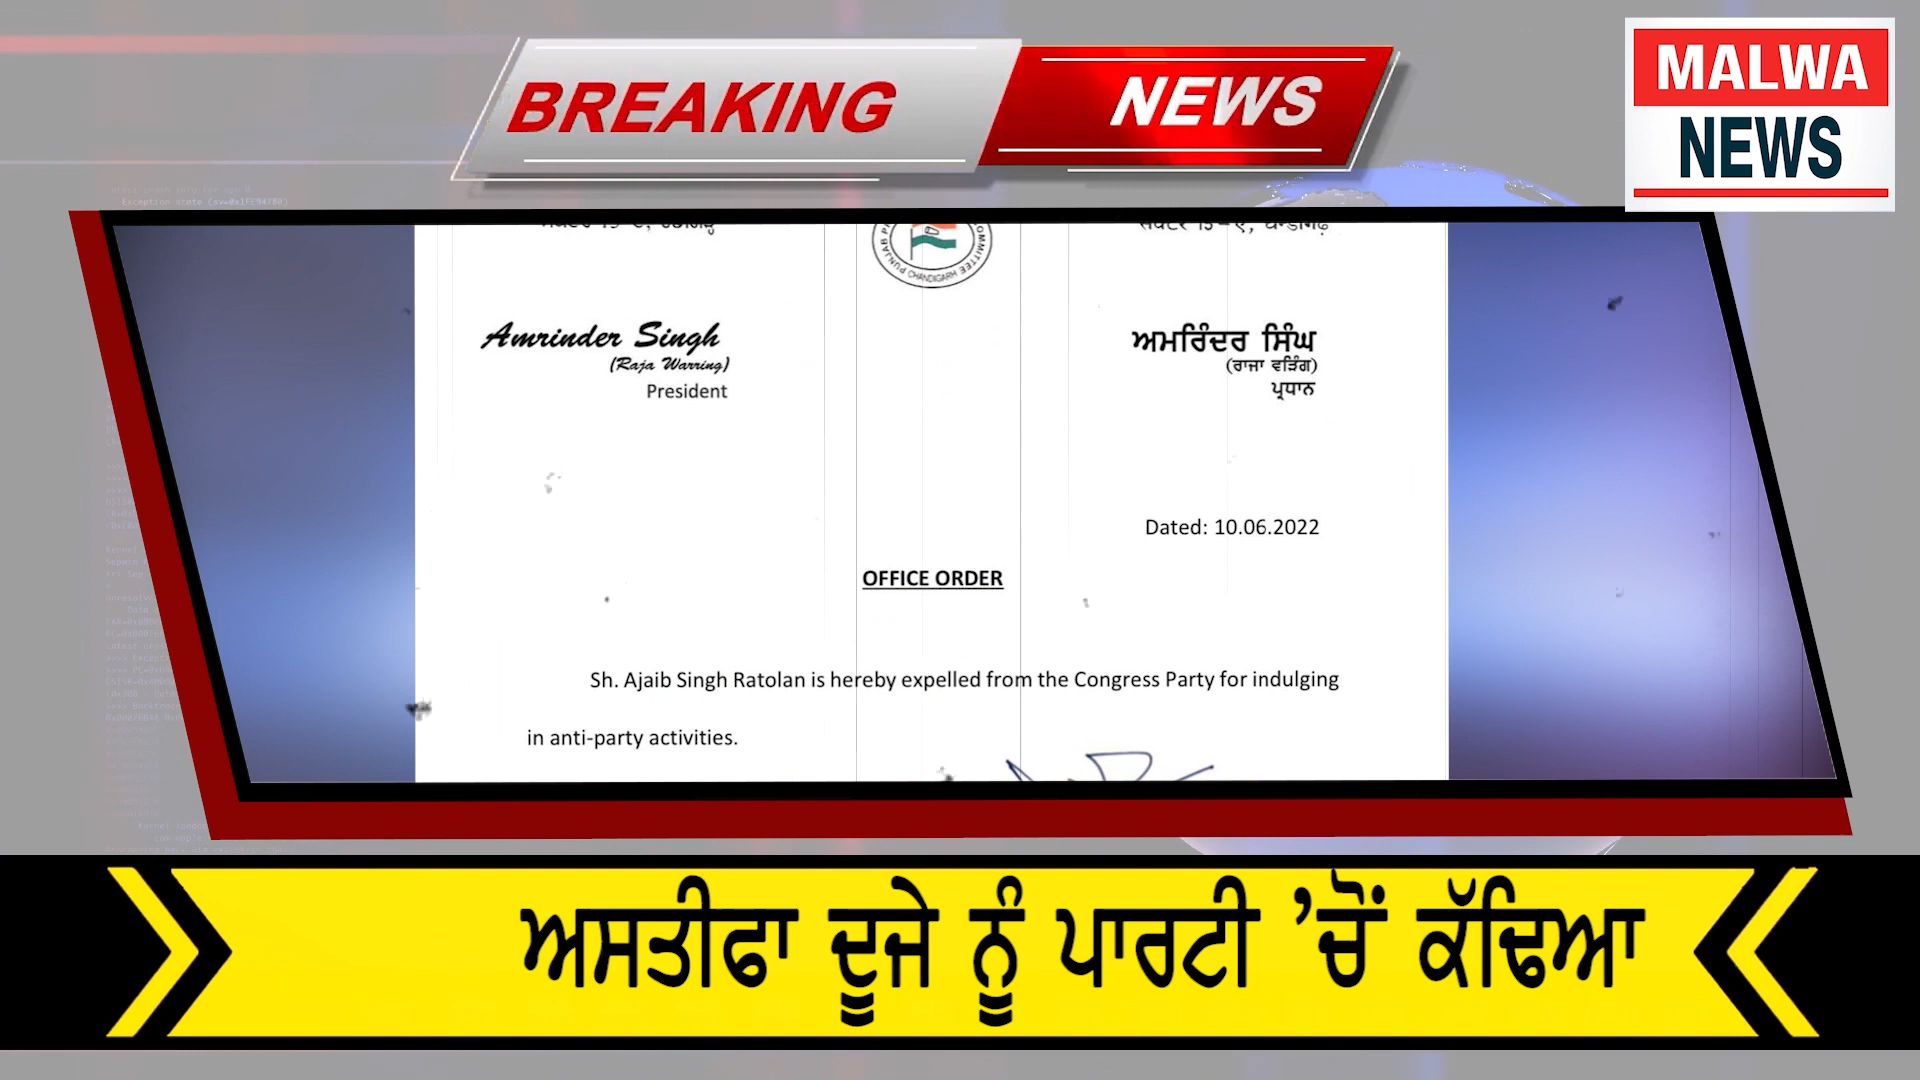 BREAKING NEWS
MALWA
NEWS
CHANDIGARH
Amrinder Singh
(Raja Warring)
President
ਅਮਰਿੰਦਰ ਸਿੰਘ
(ਰਾਜਾ ਵੜਿੰਗ)
ਪ੍ਰਧਾਨ
Dated: 10.06.2022
OFFICE ORDER
Sh. Ajaib Singh Ratolan is hereby expelled from the Congress Party for indulging
in anti-party activities.
ਅਸਤੀਫਾ ਦੂਜੇ ਨੂੰ ਪਾਰਟੀ ’ਚੋਂ ਕੱਢਿਆ